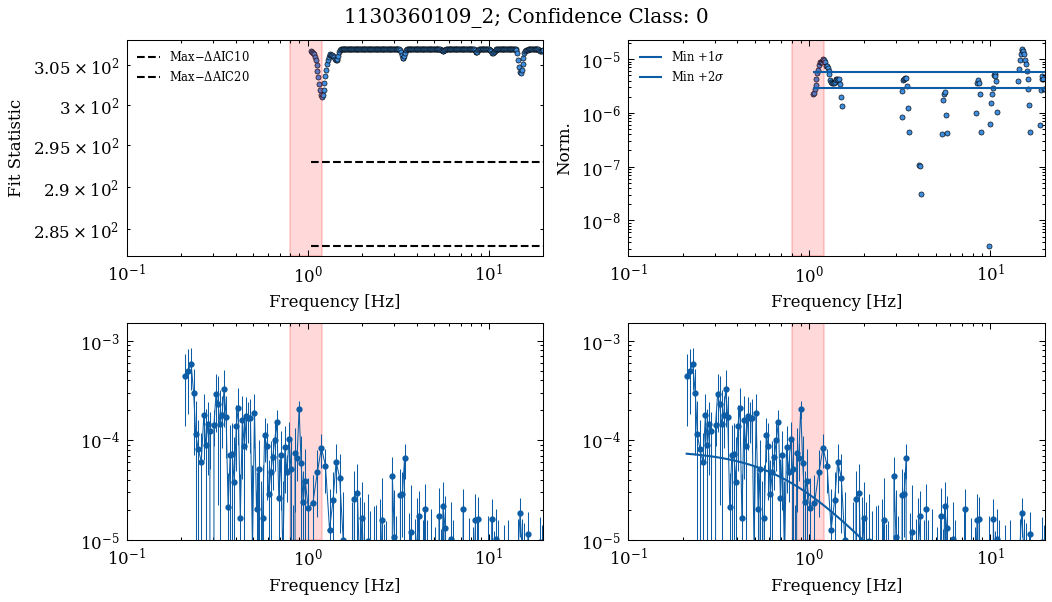 1130360109_2; Confidence Class: 0
Fit Statistic
3.05 × 10²
3 × 10²
2.95 × 10²
2.9 × 10²
2.85 × 10²
Max−ΔAIC10
Max−ΔAIC20
10⁻¹
10⁰
10¹
Frequency [Hz]
Norm.
10⁻⁵
10⁻⁶
10⁻⁷
10⁻⁸
Min +1σ
Min +2σ
10⁻¹
10⁰
10¹
Frequency [Hz]
10⁻³
10⁻⁴
10⁻⁵
10⁻¹
10⁰
10¹
Frequency [Hz]
10⁻³
10⁻⁴
10⁻⁵
10⁻¹
10⁰
10¹
Frequency [Hz]